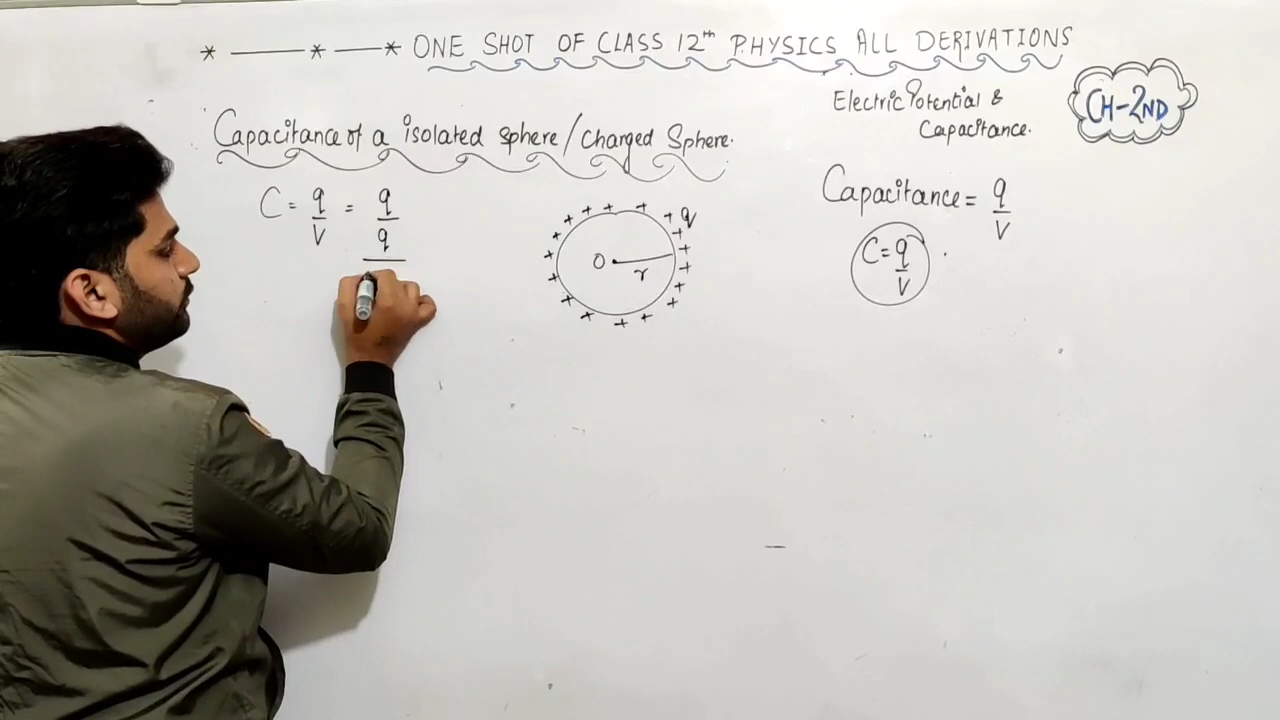 * ——— * —— * ONE SHOT OF CLASS 12th PHYSICS ALL DERIVATIONS
Electric Potential &
Capacitance.
CH-2ND
Capacitance of a isolated sphere/Charged Sphere.
C = q/V = q/q
+ + + + + + + + + + + + + + + + + + + +
q
O r
Capacitance = q/V
C = q/V